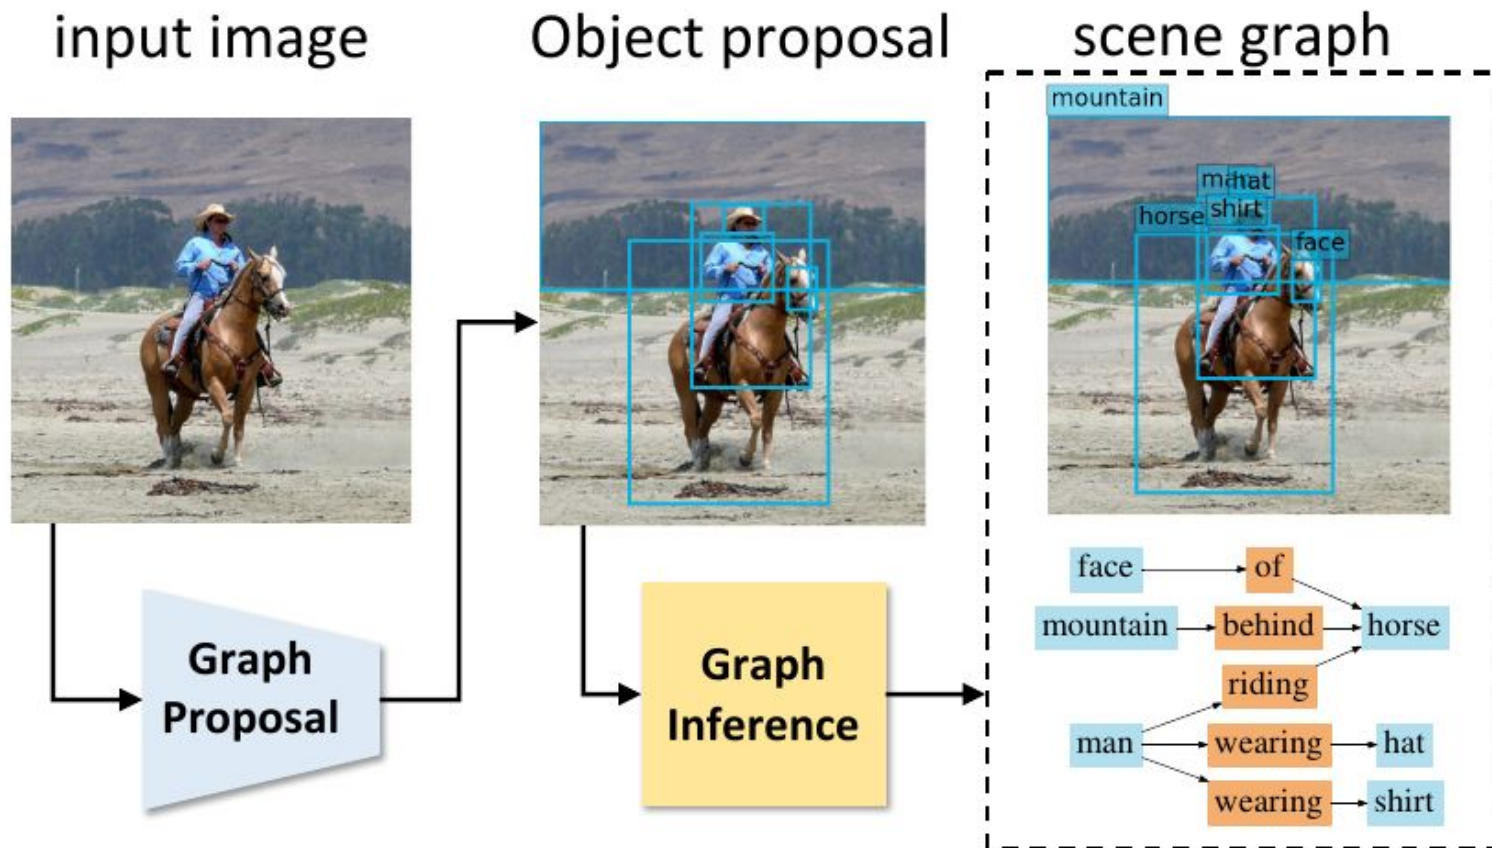 input image
Object proposal
scene graph
mountain
man
hat
shirt
horse
face
Graph
Proposal
Graph
Inference
face
of
mountain
behind
horse
riding
man
wearing
hat
wearing
shirt